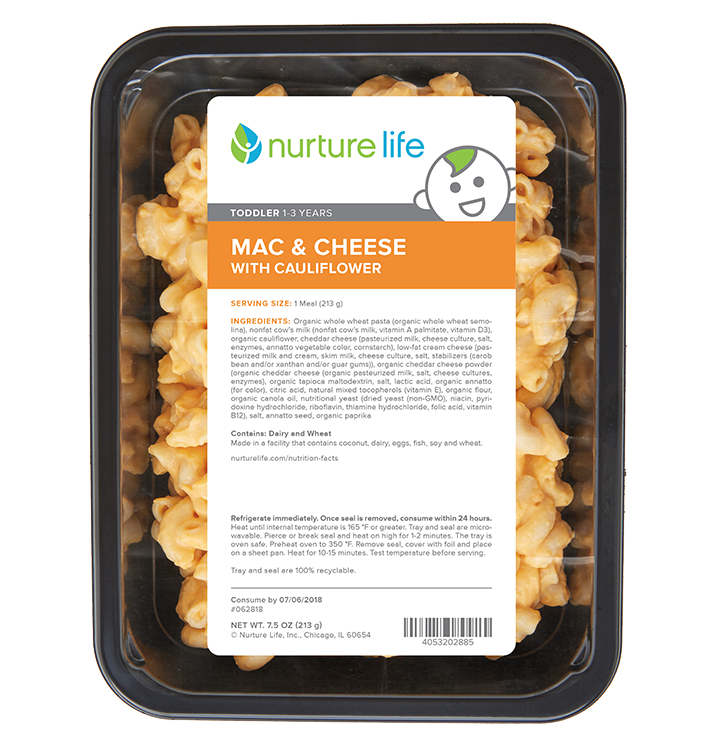 nurture life
TODDLER 1-3 YEARS
MAC & CHEESE
WITH CAULIFLOWER
SERVING SIZE: 1 Meal (213 g)
INGREDIENTS: Organic whole wheat pasta (organic whole wheat semo-
lina), nonfat cow's milk (nonfat cow's milk, vitamin A palmitate, vitamin D3),
organic cauliflower, cheddar cheese (pasteurized milk, cheese culture, salt,
enzymes, annatto vegetable color, cornstarch), low-fat cream cheese (pas-
teurized milk and cream, skim milk, cheese culture, salt, stabilizers (carob
bean and/or xanthan and/or guar gums)), organic cheddar cheese powder
(organic cheddar cheese (organic pasteurized milk, salt, cheese cultures,
enzymes), organic tapioca maltodextrin, salt, lactic acid, organic annatto
(for color), citric acid, natural mixed tocopherols (vitamin E), organic flour,
organic canola oil, nutritional yeast (dried yeast (non-GMO), niacin, pyri-
doxine hydrochloride, riboflavin, thiamine hydrochloride, folic acid, vitamin
B12), salt, annatto seed, organic paprika
Contains: Dairy and Wheat
Made in a facility that contains coconut, dairy, eggs, fish, soy and wheat.
nurturelife.com/nutrition-facts
Refrigerate immediately. Once seal is removed, consume within 24 hours.
Heat until internal temperature is 165 °F or greater. Tray and seal are micro-
wavable. Pierce or break seal and heat on high for 1-2 minutes. The tray is
oven safe. Preheat oven to 350 °F. Remove seal, cover with foil and place
on a sheet pan. Heat for 10-15 minutes. Test temperature before serving.
Tray and seal are 100% recyclable.
Consume by 07/06/2018
#062818
NET WT. 7.5 OZ (213 g)
© Nurture Life, Inc., Chicago, IL 60654
4053202885